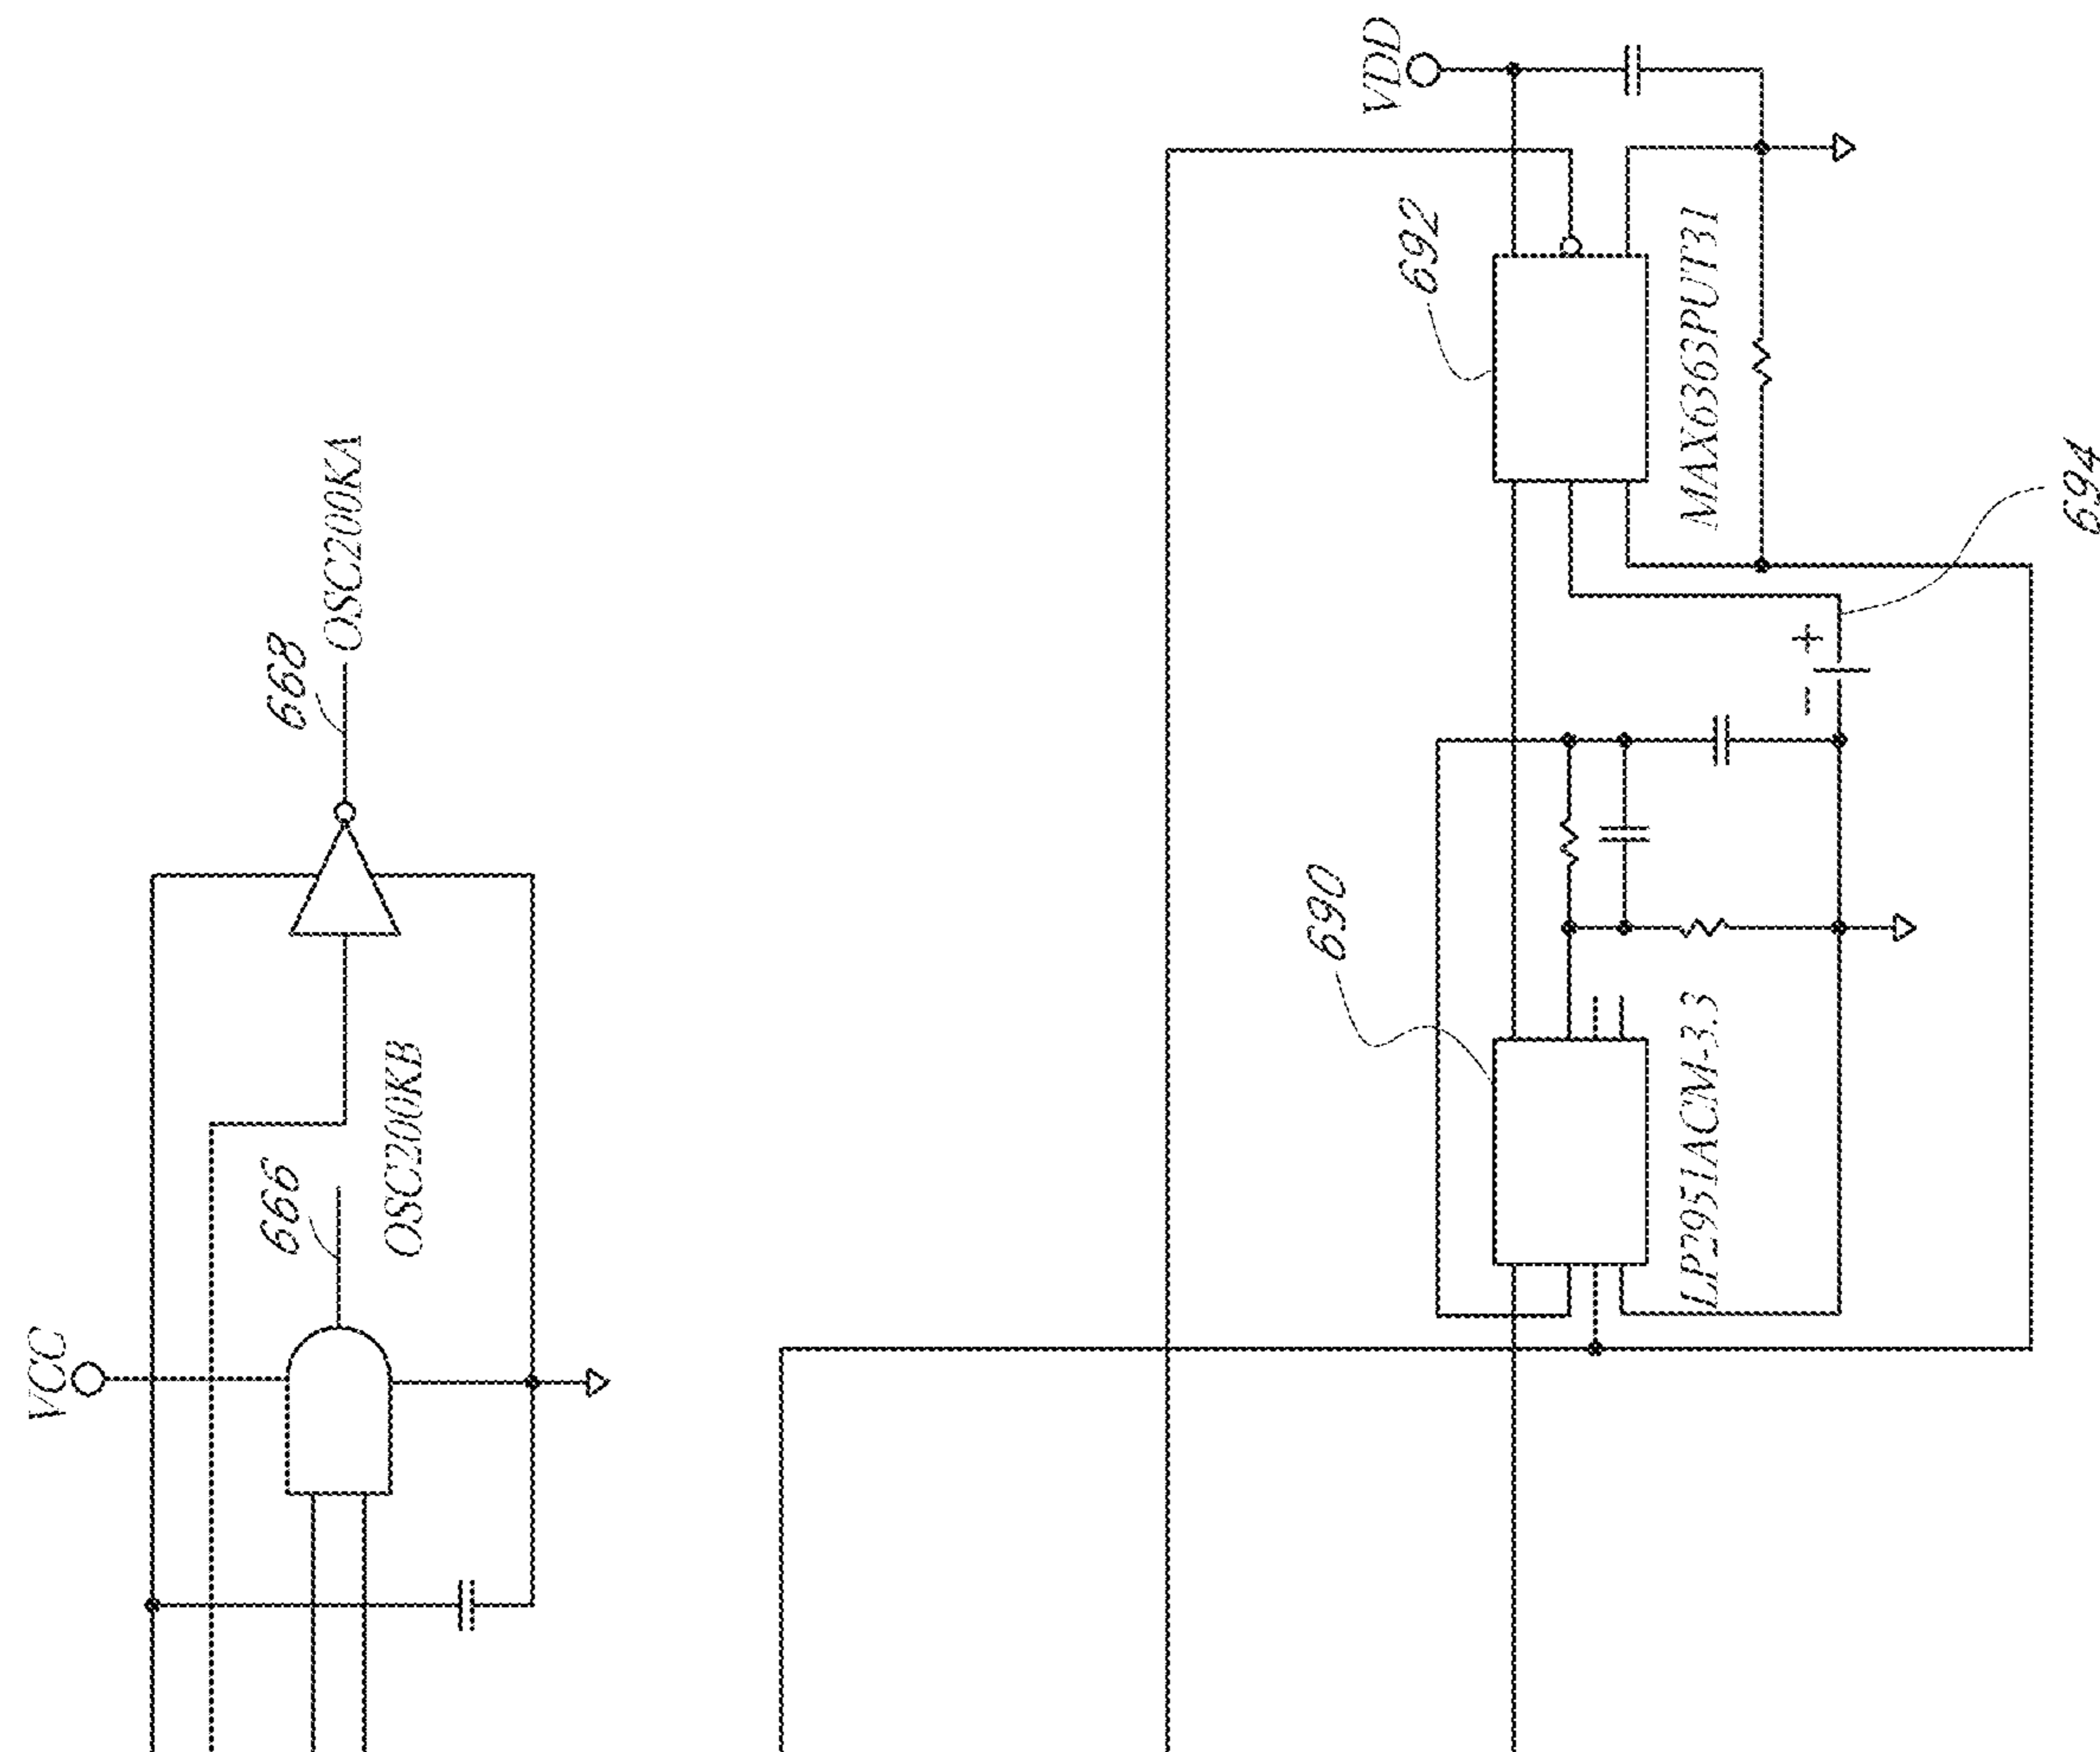 VCC
666
OSC200KB
668
OSC200KA
690
LP2951ACM-3.3
692
MAX6363PUT31
VDD
694
+
-